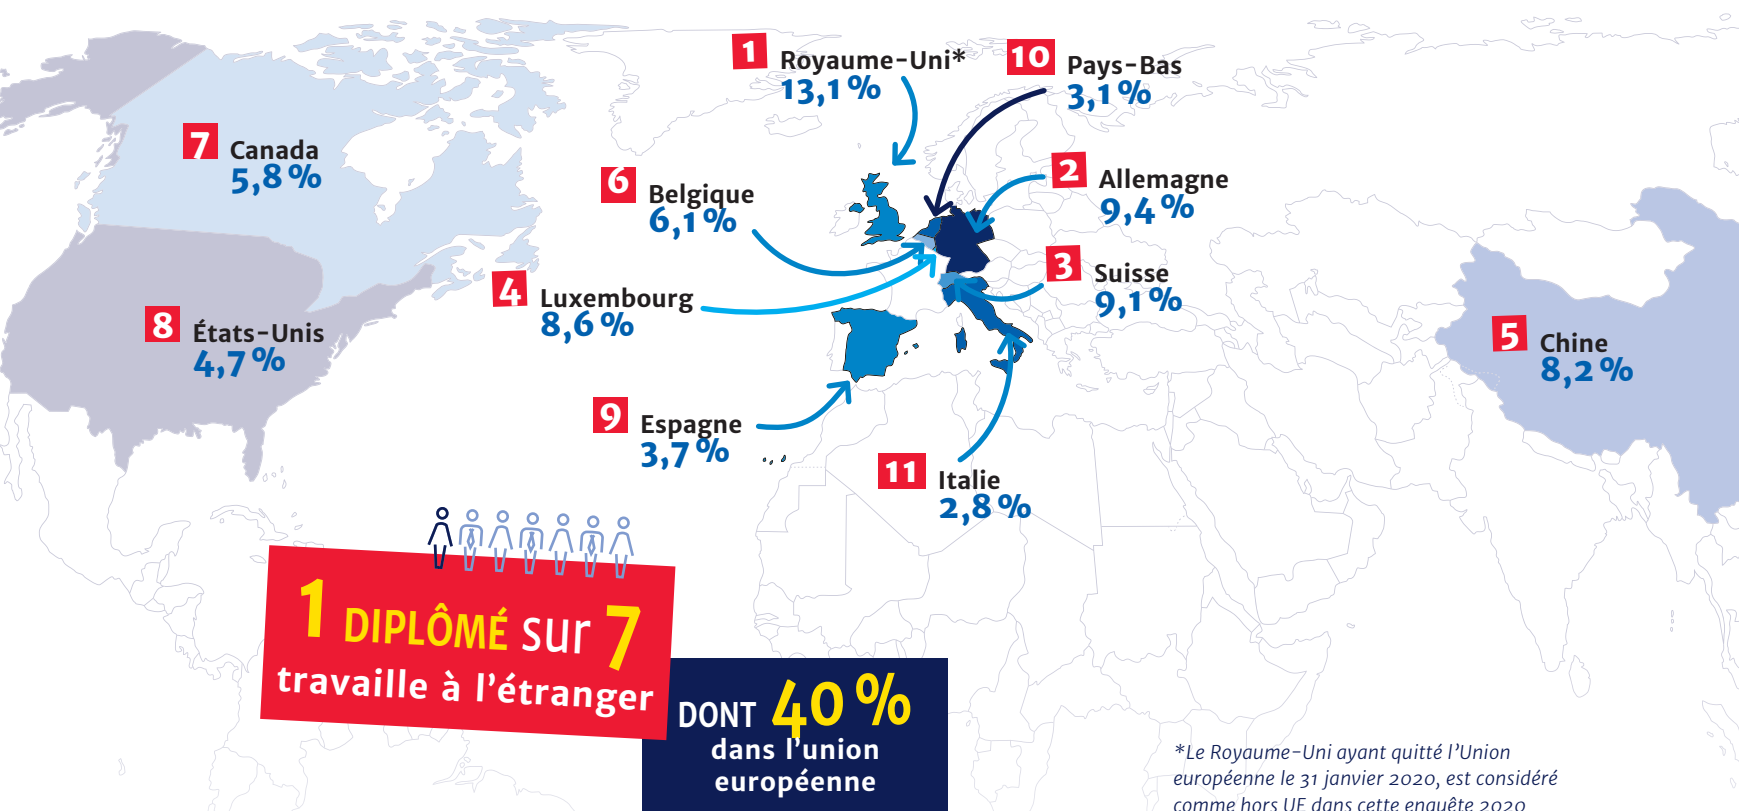 1 Royaume-Uni*
13,1 %
10 Pays-Bas
3,1 %
7 Canada
5,8 %
6 Belgique
6,1 %
2 Allemagne
9,4 %
4 Luxembourg
8,6 %
3 Suisse
9,1 %
8 États-Unis
4,7 %
5 Chine
8,2 %
9 Espagne
3,7 %
11 Italie
2,8 %
1 DIPLÔMÉ sur 7
travaille à l'étranger
DONT 40 %
dans l'union
européenne
*Le Royaume-Uni ayant quitté l'Union
européenne le 31 janvier 2020, est considéré
comme hors UE dans cette enquête 2020